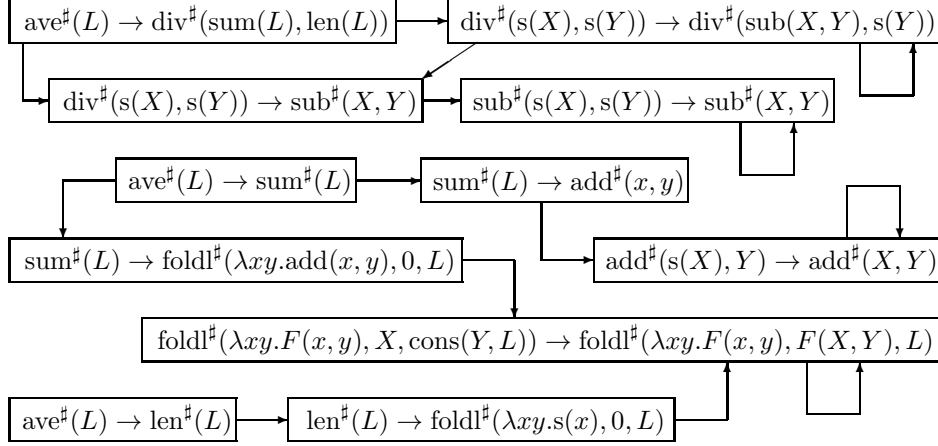 ave♯(L) → div♯(sum(L), len(L))
div♯(s(X), s(Y)) → div♯(sub(X, Y), s(Y))
div♯(s(X), s(Y)) → sub♯(X, Y)
sub♯(s(X), s(Y)) → sub♯(X, Y)
ave♯(L) → sum♯(L)
sum♯(L) → add♯(x, y)
sum♯(L) → foldl♯(λxy.add(x, y), 0, L)
add♯(s(X), Y) → add♯(X, Y)
foldl♯(λxy.F(x, y), X, cons(Y, L)) → foldl♯(λxy.F(x, y), F(X, Y), L)
ave♯(L) → len♯(L)
len♯(L) → foldl♯(λxy.s(x), 0, L)